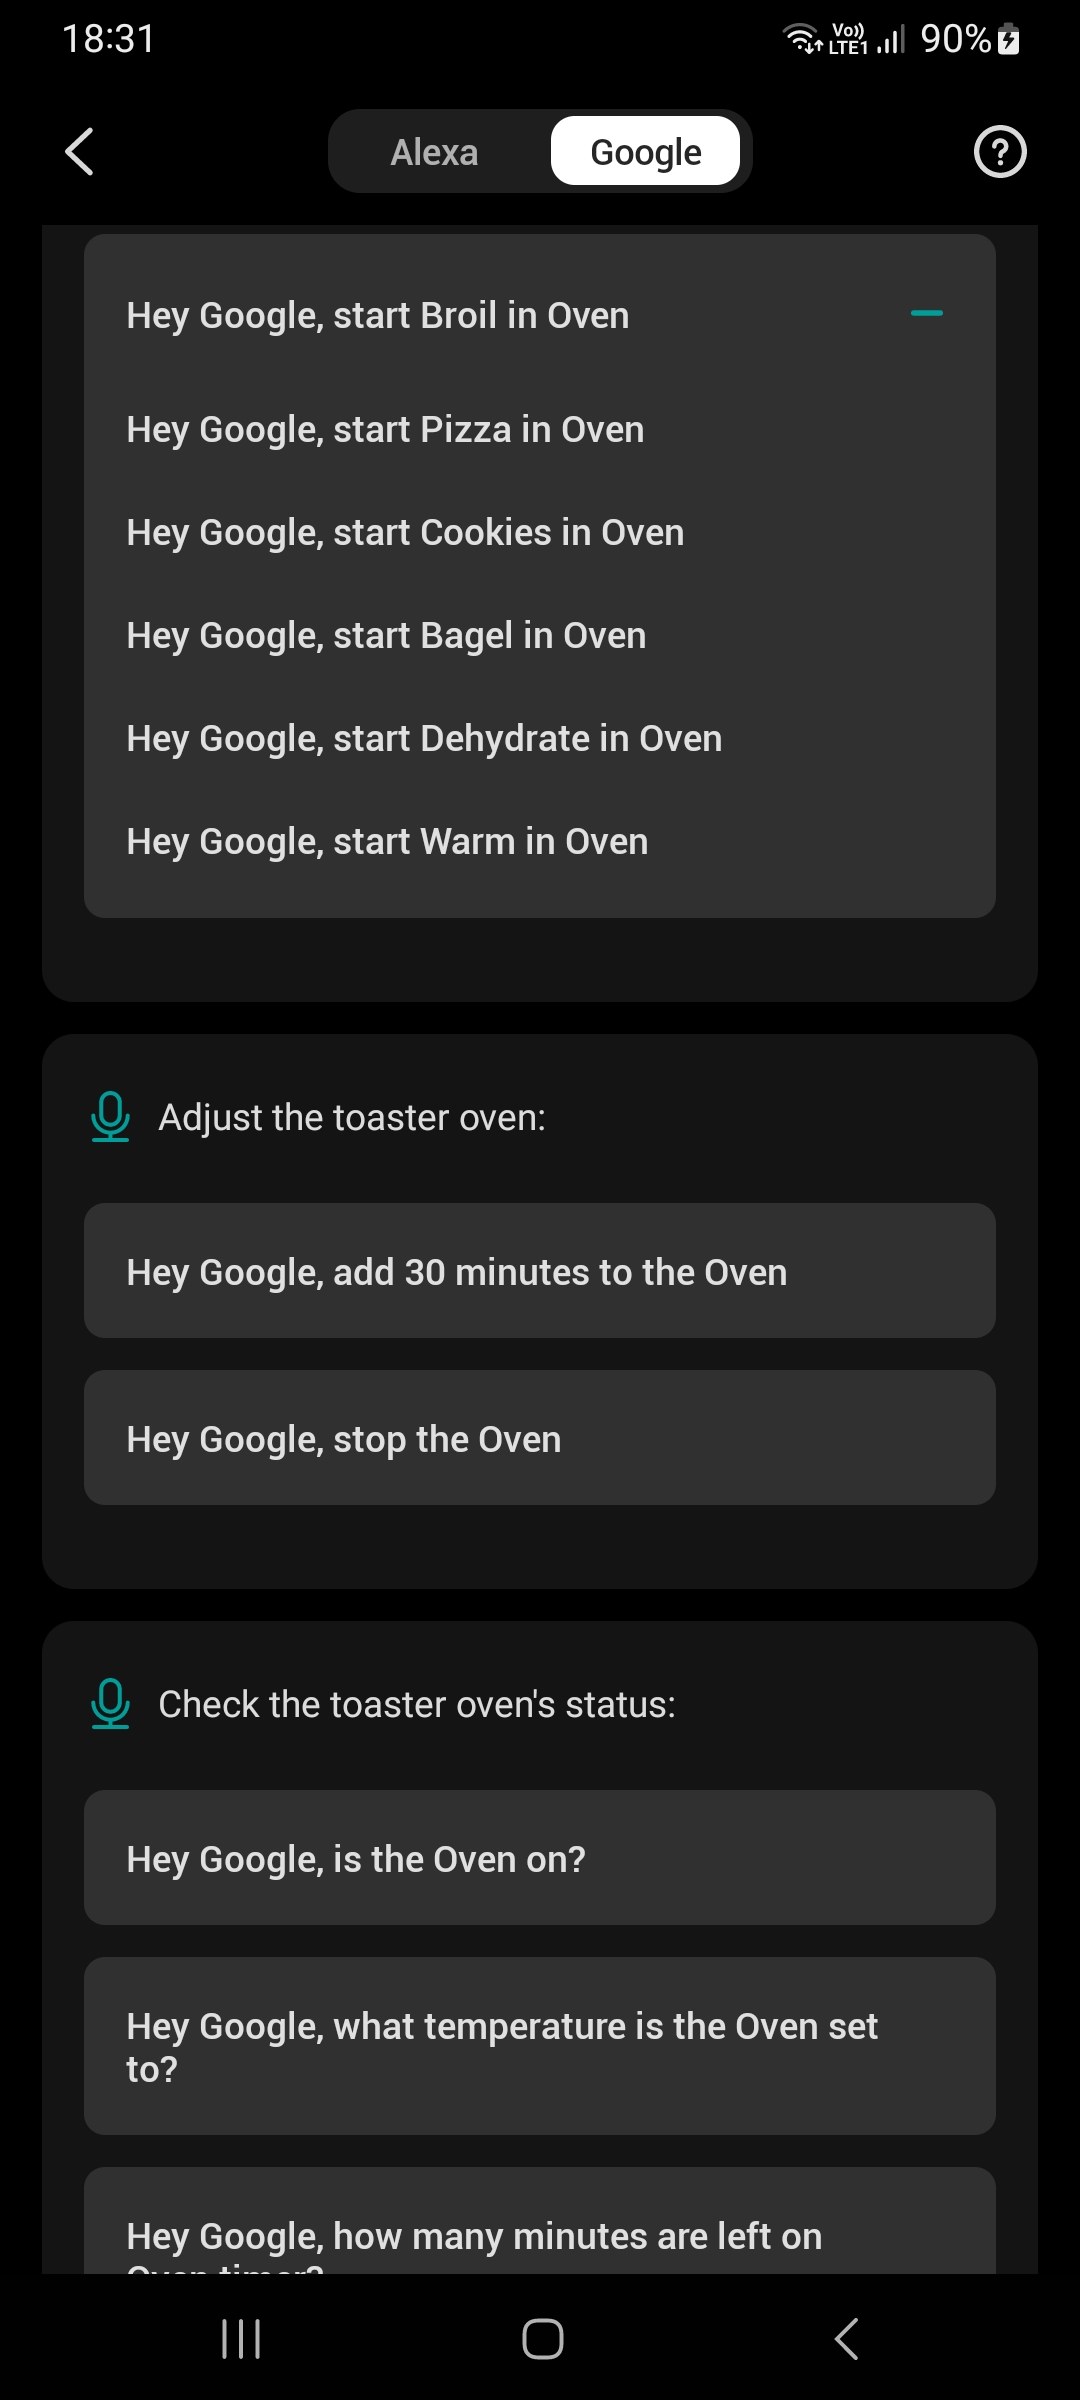 18:31
Vo)) LTE1 90%
Alexa Google
Hey Google, start Broil in Oven
Hey Google, start Pizza in Oven
Hey Google, start Cookies in Oven
Hey Google, start Bagel in Oven
Hey Google, start Dehydrate in Oven
Hey Google, start Warm in Oven
Adjust the toaster oven:
Hey Google, add 30 minutes to the Oven
Hey Google, stop the Oven
Check the toaster oven's status:
Hey Google, is the Oven on?
Hey Google, what temperature is the Oven set
to?
Hey Google, how many minutes are left on
Oven timer?